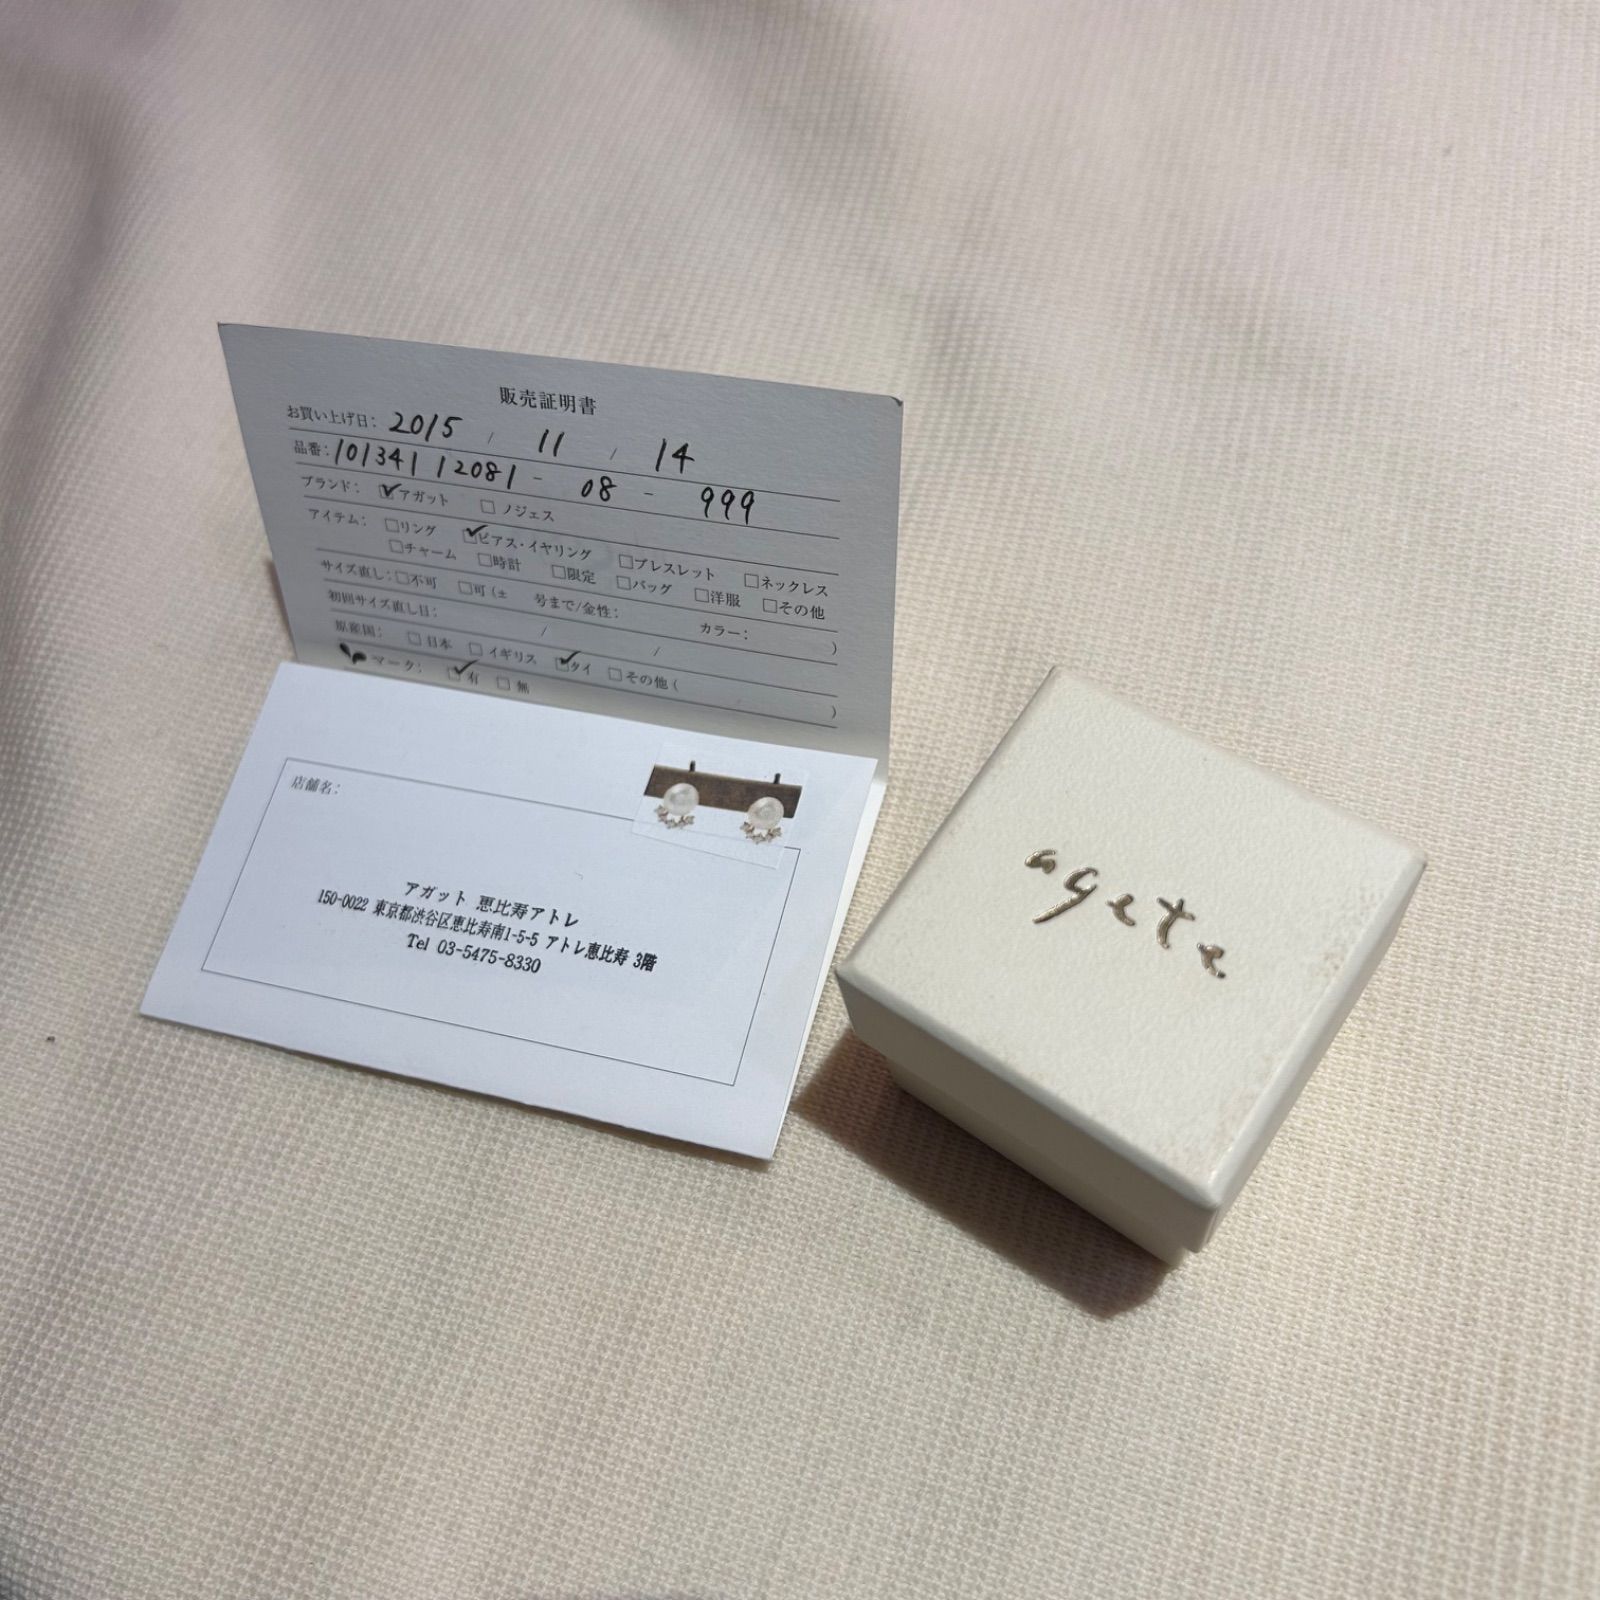 販売証明書
お買い上げ日: 2015 / 11 / 14
品番: 10134112081 - 08 - 999
ブランド: ☑アガット □ノジェス
アイテム: □リング ☑ピアス・イヤリング □ブレスレット □ネックレス
□チャーム □時計 □限定 □バッグ □洋服 □その他
サイズ直し: □不可 □可 (± 号まで/金性: カラー: )
初回サイズ直し日: / /
原産国: □日本 □イギリス ☑タイ □その他 ( )
マーク: ☑有 □無
店舗名:
アガット 恵比寿アトレ
150-0022 東京都渋谷区恵比寿南1-5-5 アトレ恵比寿 3階
Tel 03-5475-8330
agete